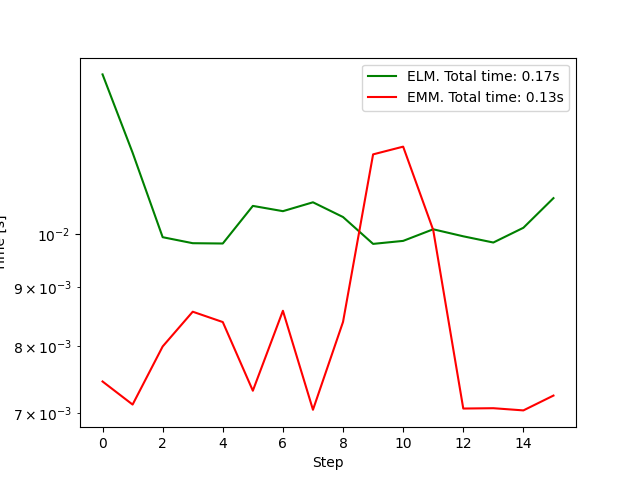 ELM. Total time: 0.17s
EMM. Total time: 0.13s
Time [s]
10⁻²
9 × 10⁻³
8 × 10⁻³
7 × 10⁻³
0 2 4 6 8 10 12 14
Step